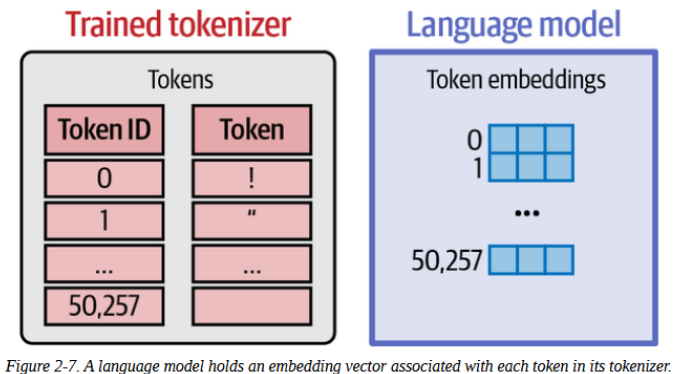 Trained tokenizer
Tokens
Token ID Token
0 !
1 “
... ...
50,257
Language model
Token embeddings
0
1
...
50,257
Figure 2-7. A language model holds an embedding vector associated with each token in its tokenizer.